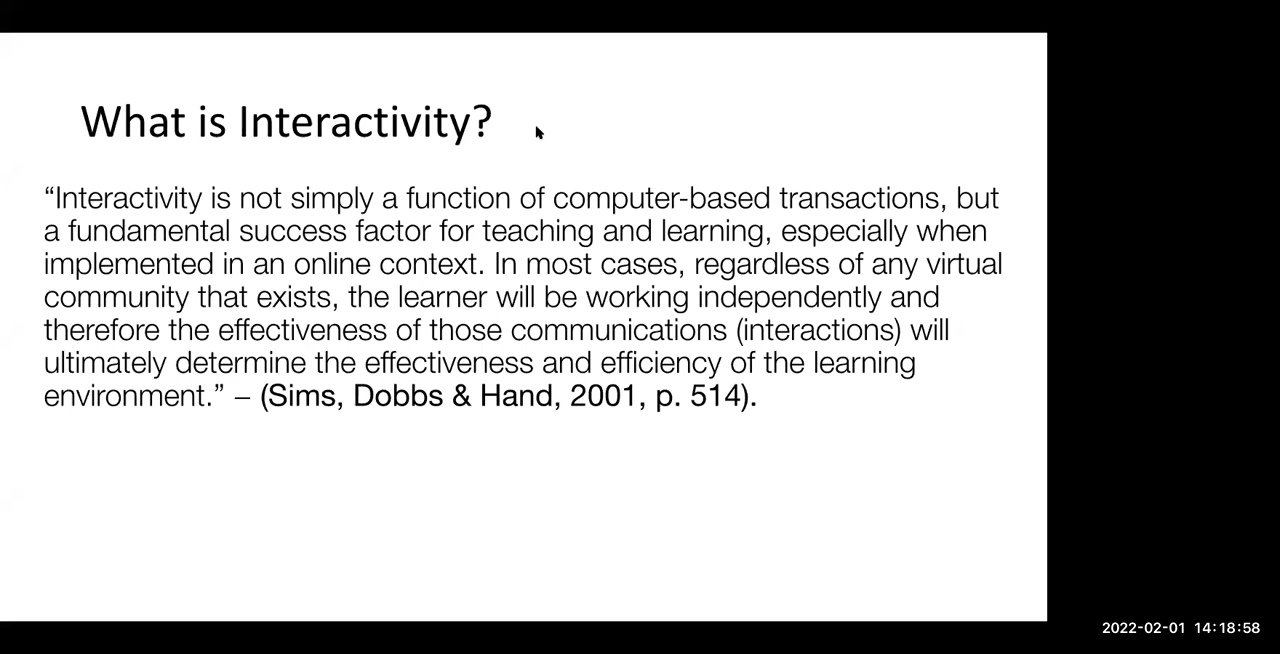 What is Interactivity?
“Interactivity is not simply a function of computer-based transactions, but
a fundamental success factor for teaching and learning, especially when
implemented in an online context. In most cases, regardless of any virtual
community that exists, the learner will be working independently and
therefore the effectiveness of those communications (interactions) will
ultimately determine the effectiveness and efficiency of the learning
environment.” – (Sims, Dobbs & Hand, 2001, p. 514).
2022-02-01 14:18:58